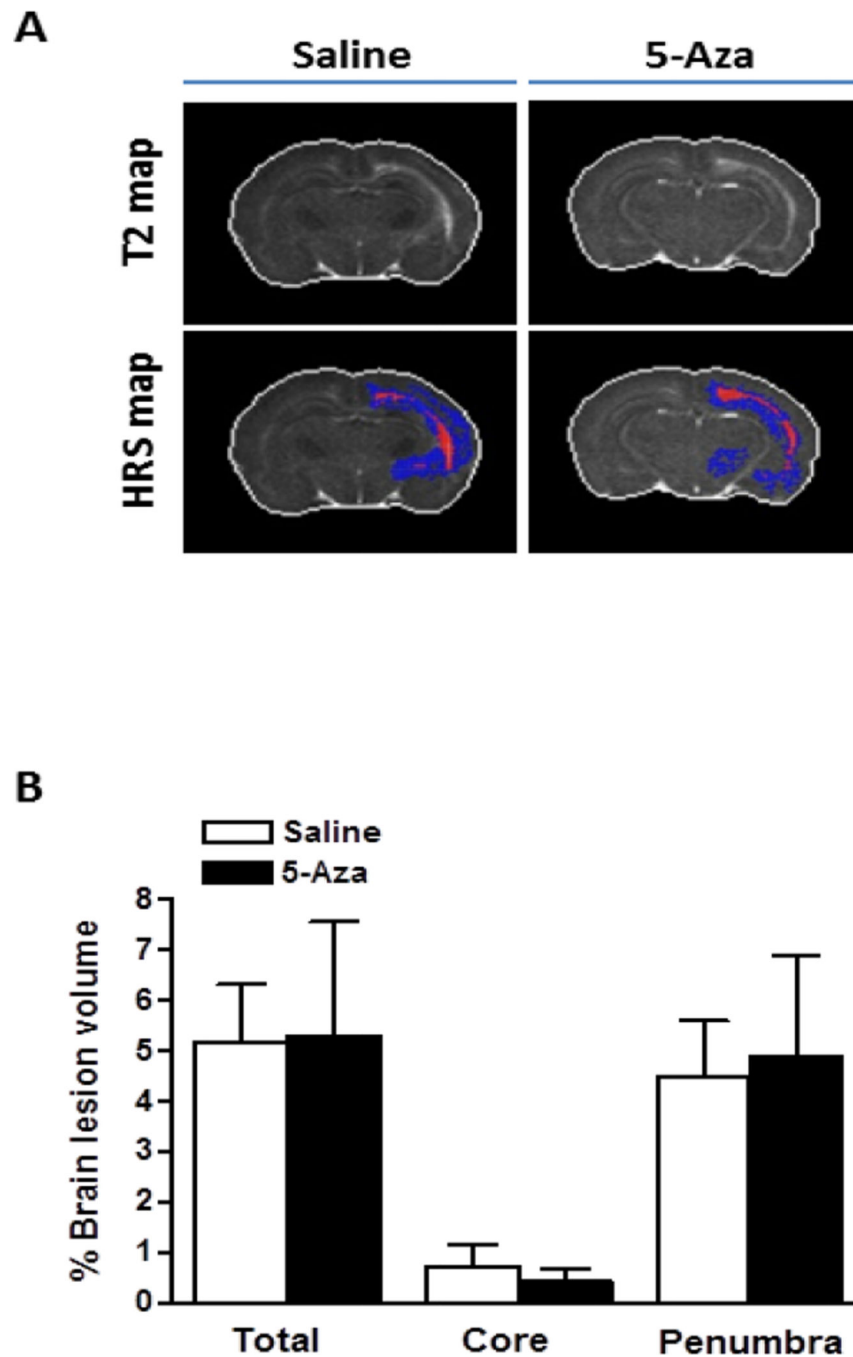 A
Saline 5-Aza
T2 map
HRS map
B
Saline
5-Aza
% Brain lesion volume
8
7
6
5
4
3
2
1
0
Total Core Penumbra